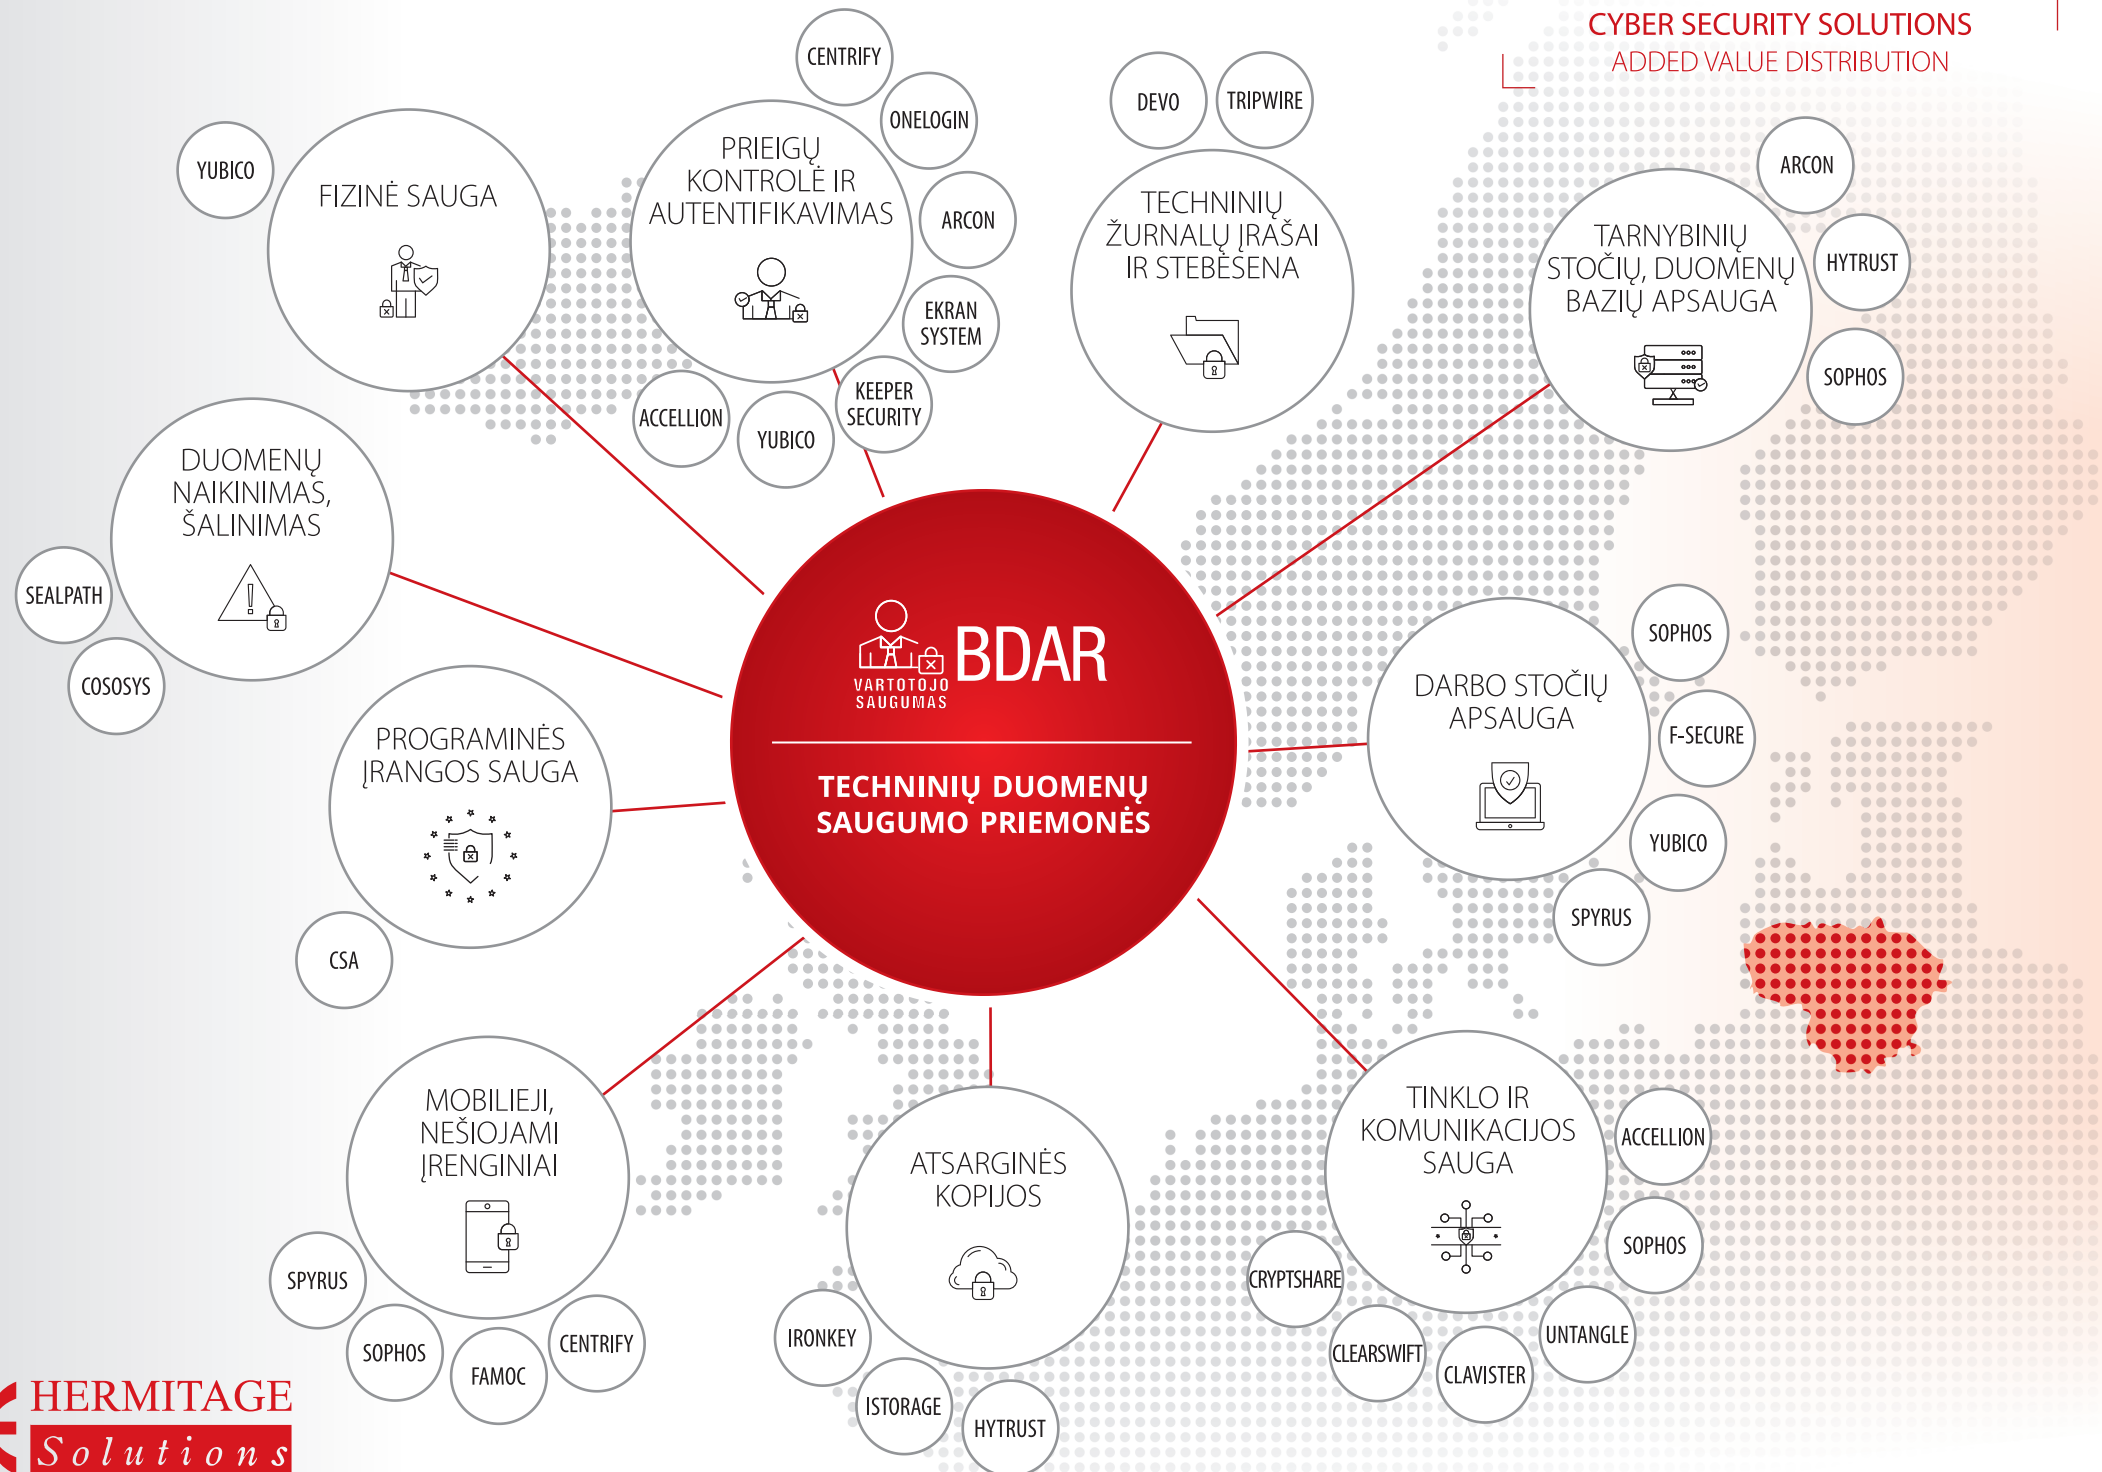 CYBER SECURITY SOLUTIONS
ADDED VALUE DISTRIBUTION
FIZINĖ SAUGA
YUBICO
PRIEIGŲ
KONTROLĖ IR
AUTENTIFIKAVIMAS
CENTRIFY
ONELOGIN
ARCON
EKRAN
SYSTEM
KEEPER
SECURITY
YUBICO
ACCELLION
TECHNINIŲ
ŽURNALŲ ĮRAŠAI
IR STEBĖSENA
DEVO
TRIPWIRE
TARNYBINIŲ
STOČIŲ, DUOMENŲ
BAZIŲ APSAUGA
ARCON
HYTRUST
SOPHOS
DUOMENŲ
NAIKINIMAS,
ŠALINIMAS
SEALPATH
COSOSYS
VARTOTOJO
SAUGUMAS
BDAR
TECHNINIŲ DUOMENŲ
SAUGUMO PRIEMONĖS
DARBO STOČIŲ
APSAUGA
SOPHOS
F-SECURE
YUBICO
SPYRUS
PROGRAMINĖS
ĮRANGOS SAUGA
CSA
MOBILIEJI,
NEŠIOJAMI
ĮRENGINIAI
SPYRUS
SOPHOS
FAMOC
CENTRIFY
ATSARGINĖS
KOPIJOS
IRONKEY
ISTORAGE
HYTRUST
TINKLO IR
KOMUNIKACIJOS
SAUGA
ACCELLION
SOPHOS
UNTANGLE
CLAVISTER
CLEARSWIFT
CRYPTSHARE
HERMITAGE
Solutions